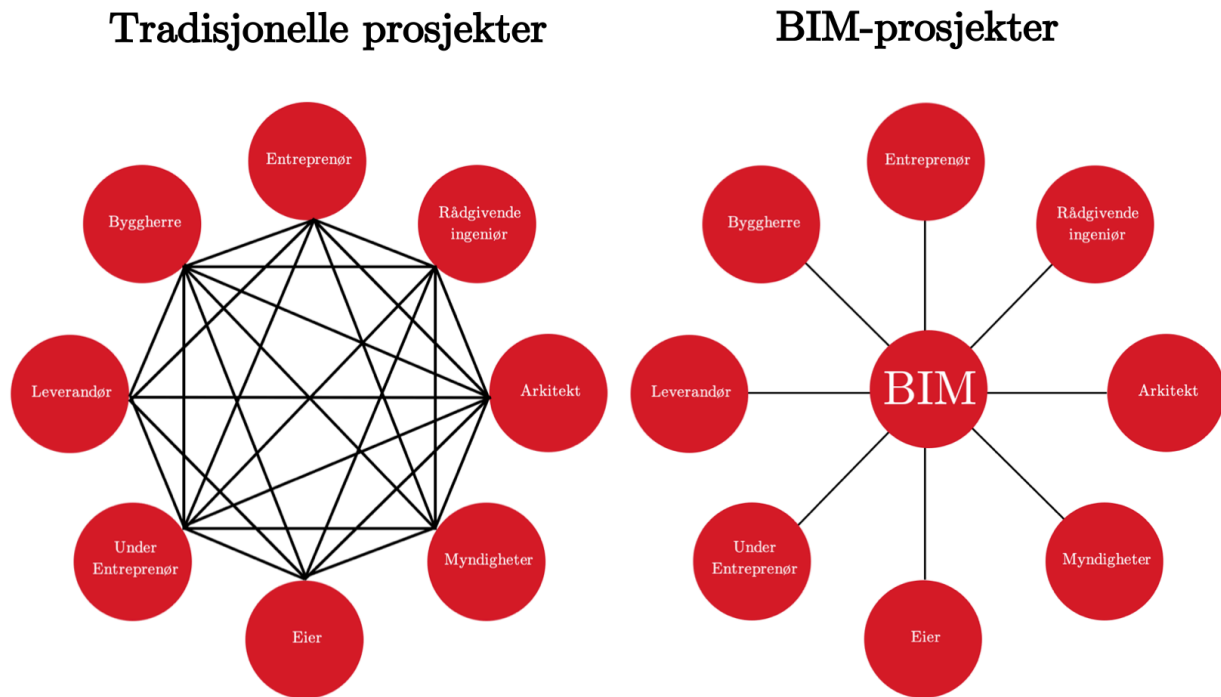 Tradisjonelle prosjekter
Entreprenør
Byggherre
Rådgivende
ingeniør
Leverandør
Arkitekt
Under
Entreprenør
Myndigheter
Eier
BIM-prosjekter
Entreprenør
Byggherre
Rådgivende
ingeniør
Leverandør
BIM
Arkitekt
Under
Entreprenør
Myndigheter
Eier